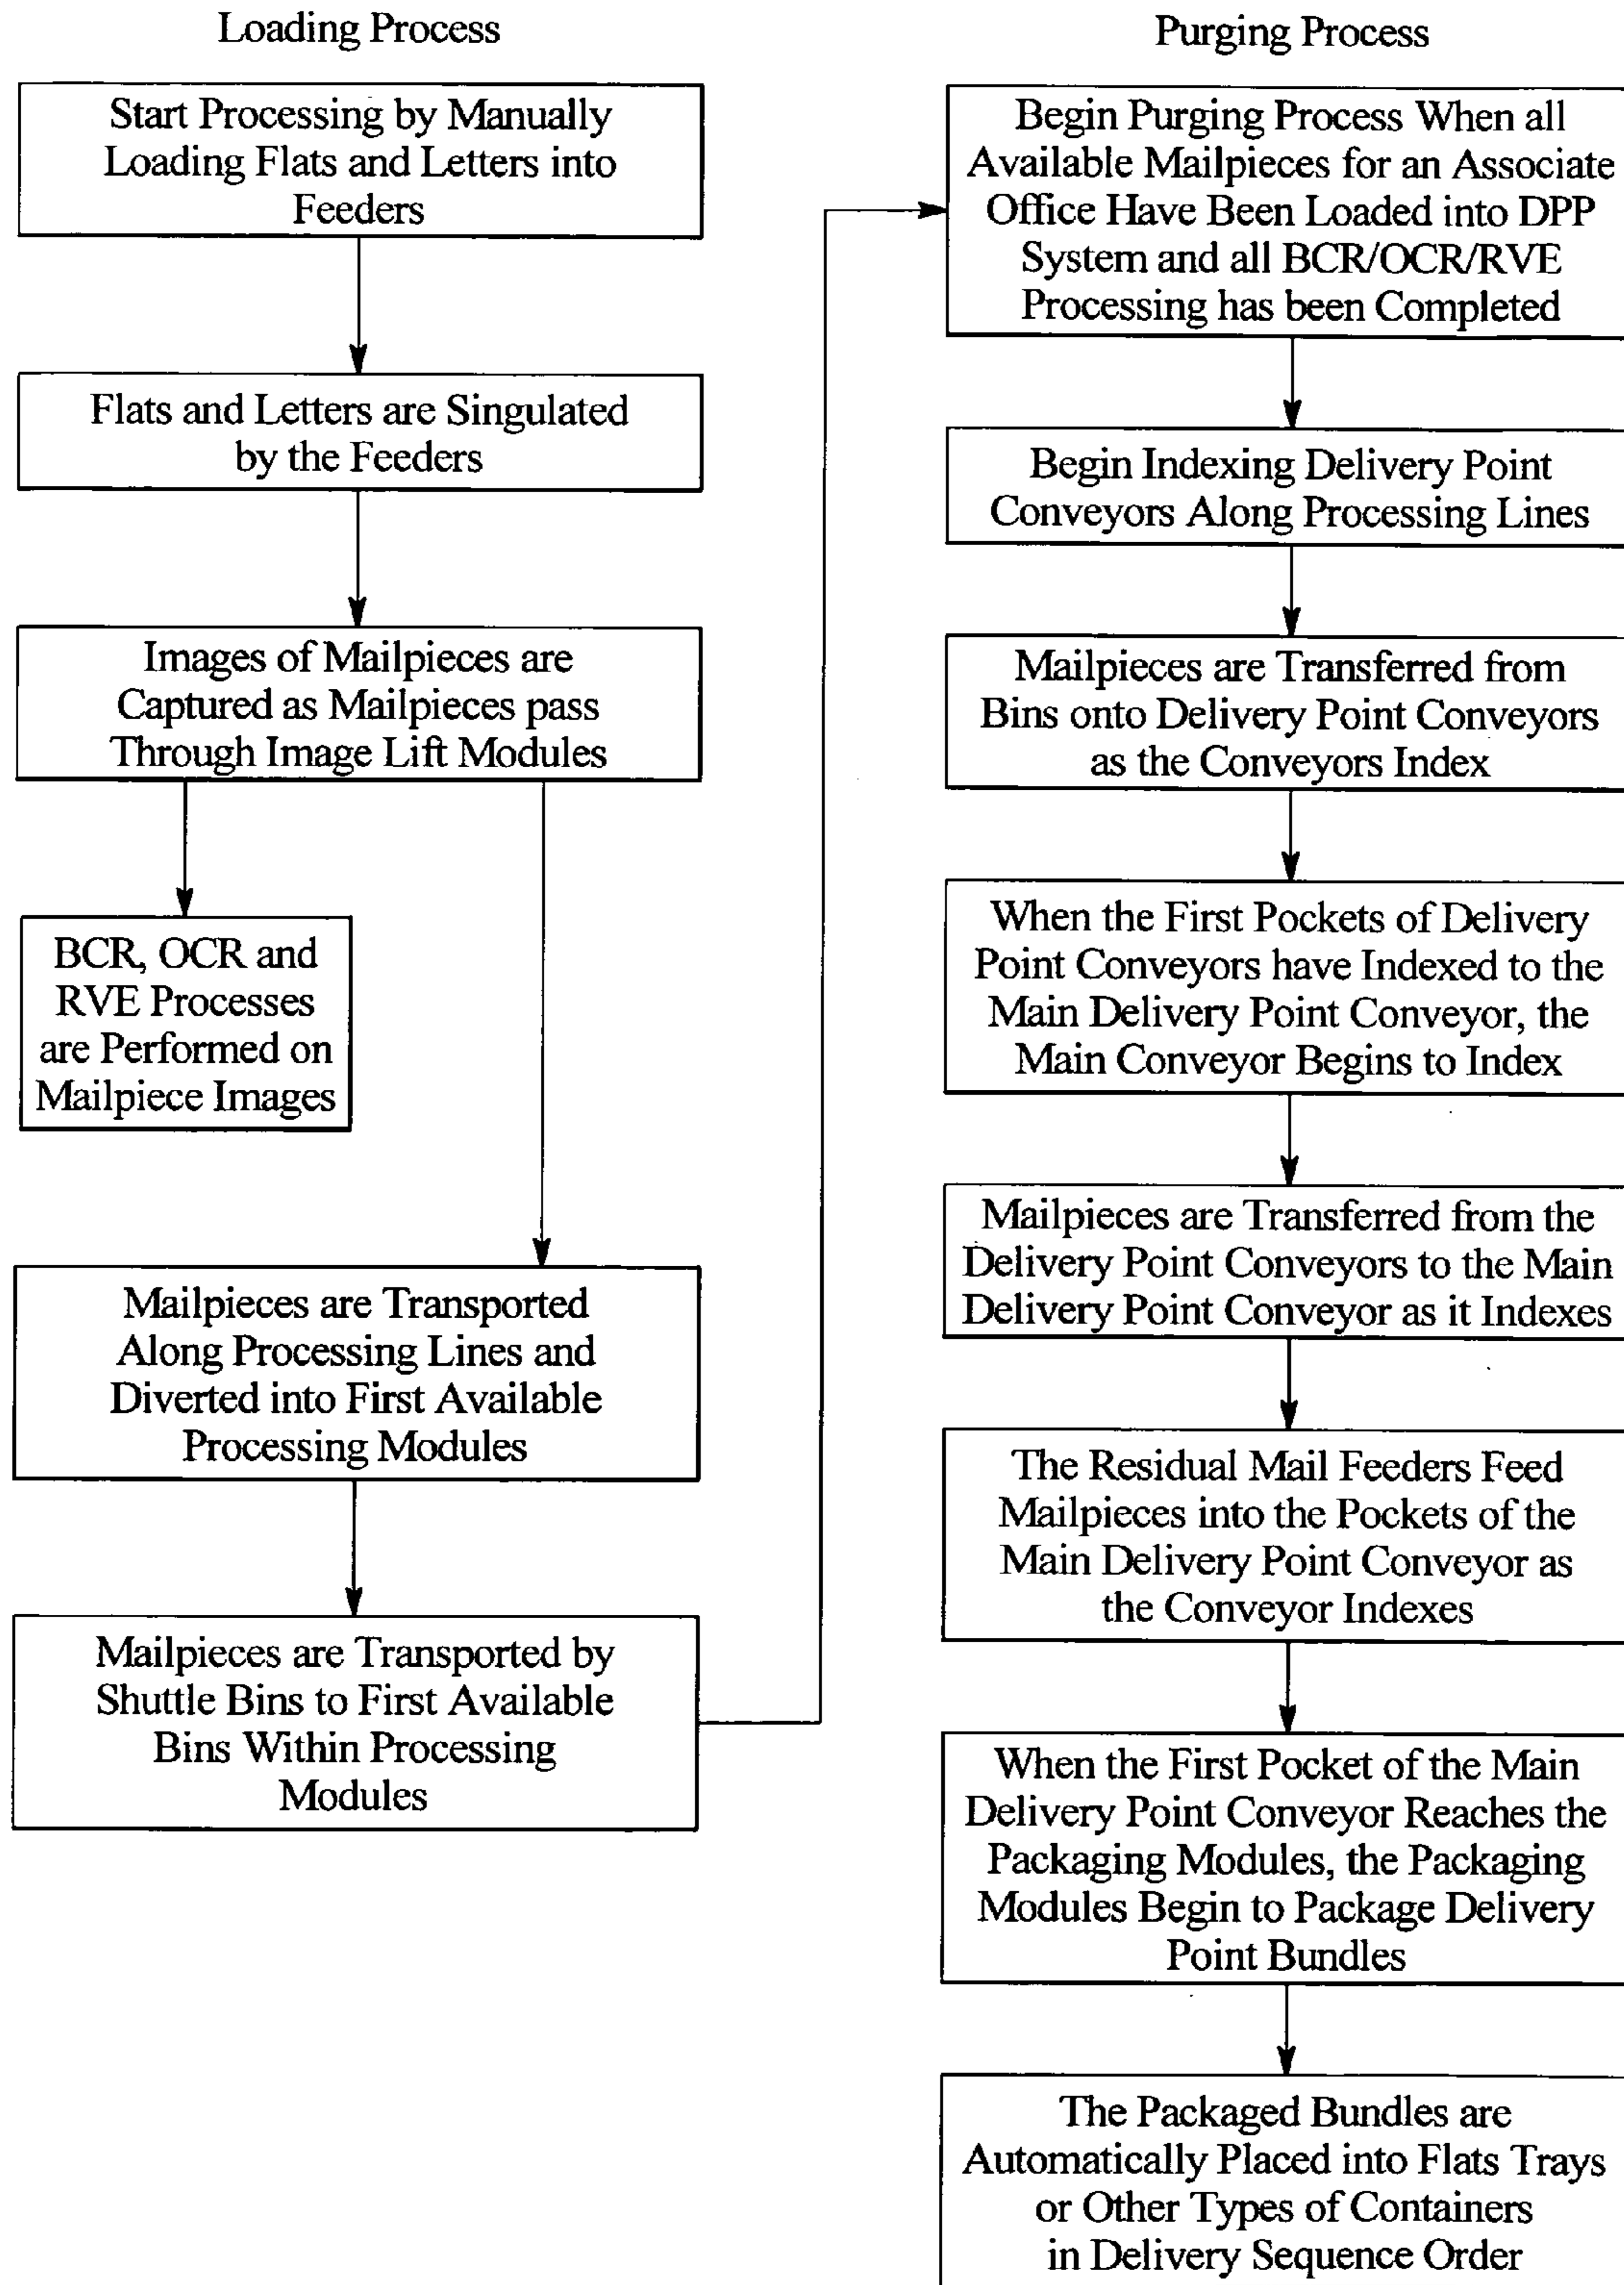 Loading Process
Start Processing by Manually
Loading Flats and Letters into
Feeders
Flats and Letters are Singulated
by the Feeders
Images of Mailpieces are
Captured as Mailpieces pass
Through Image Lift Modules
BCR, OCR and
RVE Processes
are Performed on
Mailpiece Images
Mailpieces are Transported
Along Processing Lines and
Diverted into First Available
Processing Modules
Mailpieces are Transported by
Shuttle Bins to First Available
Bins Within Processing
Modules
Purging Process
Begin Purging Process When all
Available Mailpieces for an Associate
Office Have Been Loaded into DPP
System and all BCR/OCR/RVE
Processing has been Completed
Begin Indexing Delivery Point
Conveyors Along Processing Lines
Mailpieces are Transferred from
Bins onto Delivery Point Conveyors
as the Conveyors Index
When the First Pockets of Delivery
Point Conveyors have Indexed to the
Main Delivery Point Conveyor, the
Main Conveyor Begins to Index
Mailpieces are Transferred from the
Delivery Point Conveyors to the Main
Delivery Point Conveyor as it Indexes
The Residual Mail Feeders Feed
Mailpieces into the Pockets of the
Main Delivery Point Conveyor as
the Conveyor Indexes
When the First Pocket of the Main
Delivery Point Conveyor Reaches the
Packaging Modules, the Packaging
Modules Begin to Package Delivery
Point Bundles
The Packaged Bundles are
Automatically Placed into Flats Trays
or Other Types of Containers
in Delivery Sequence Order